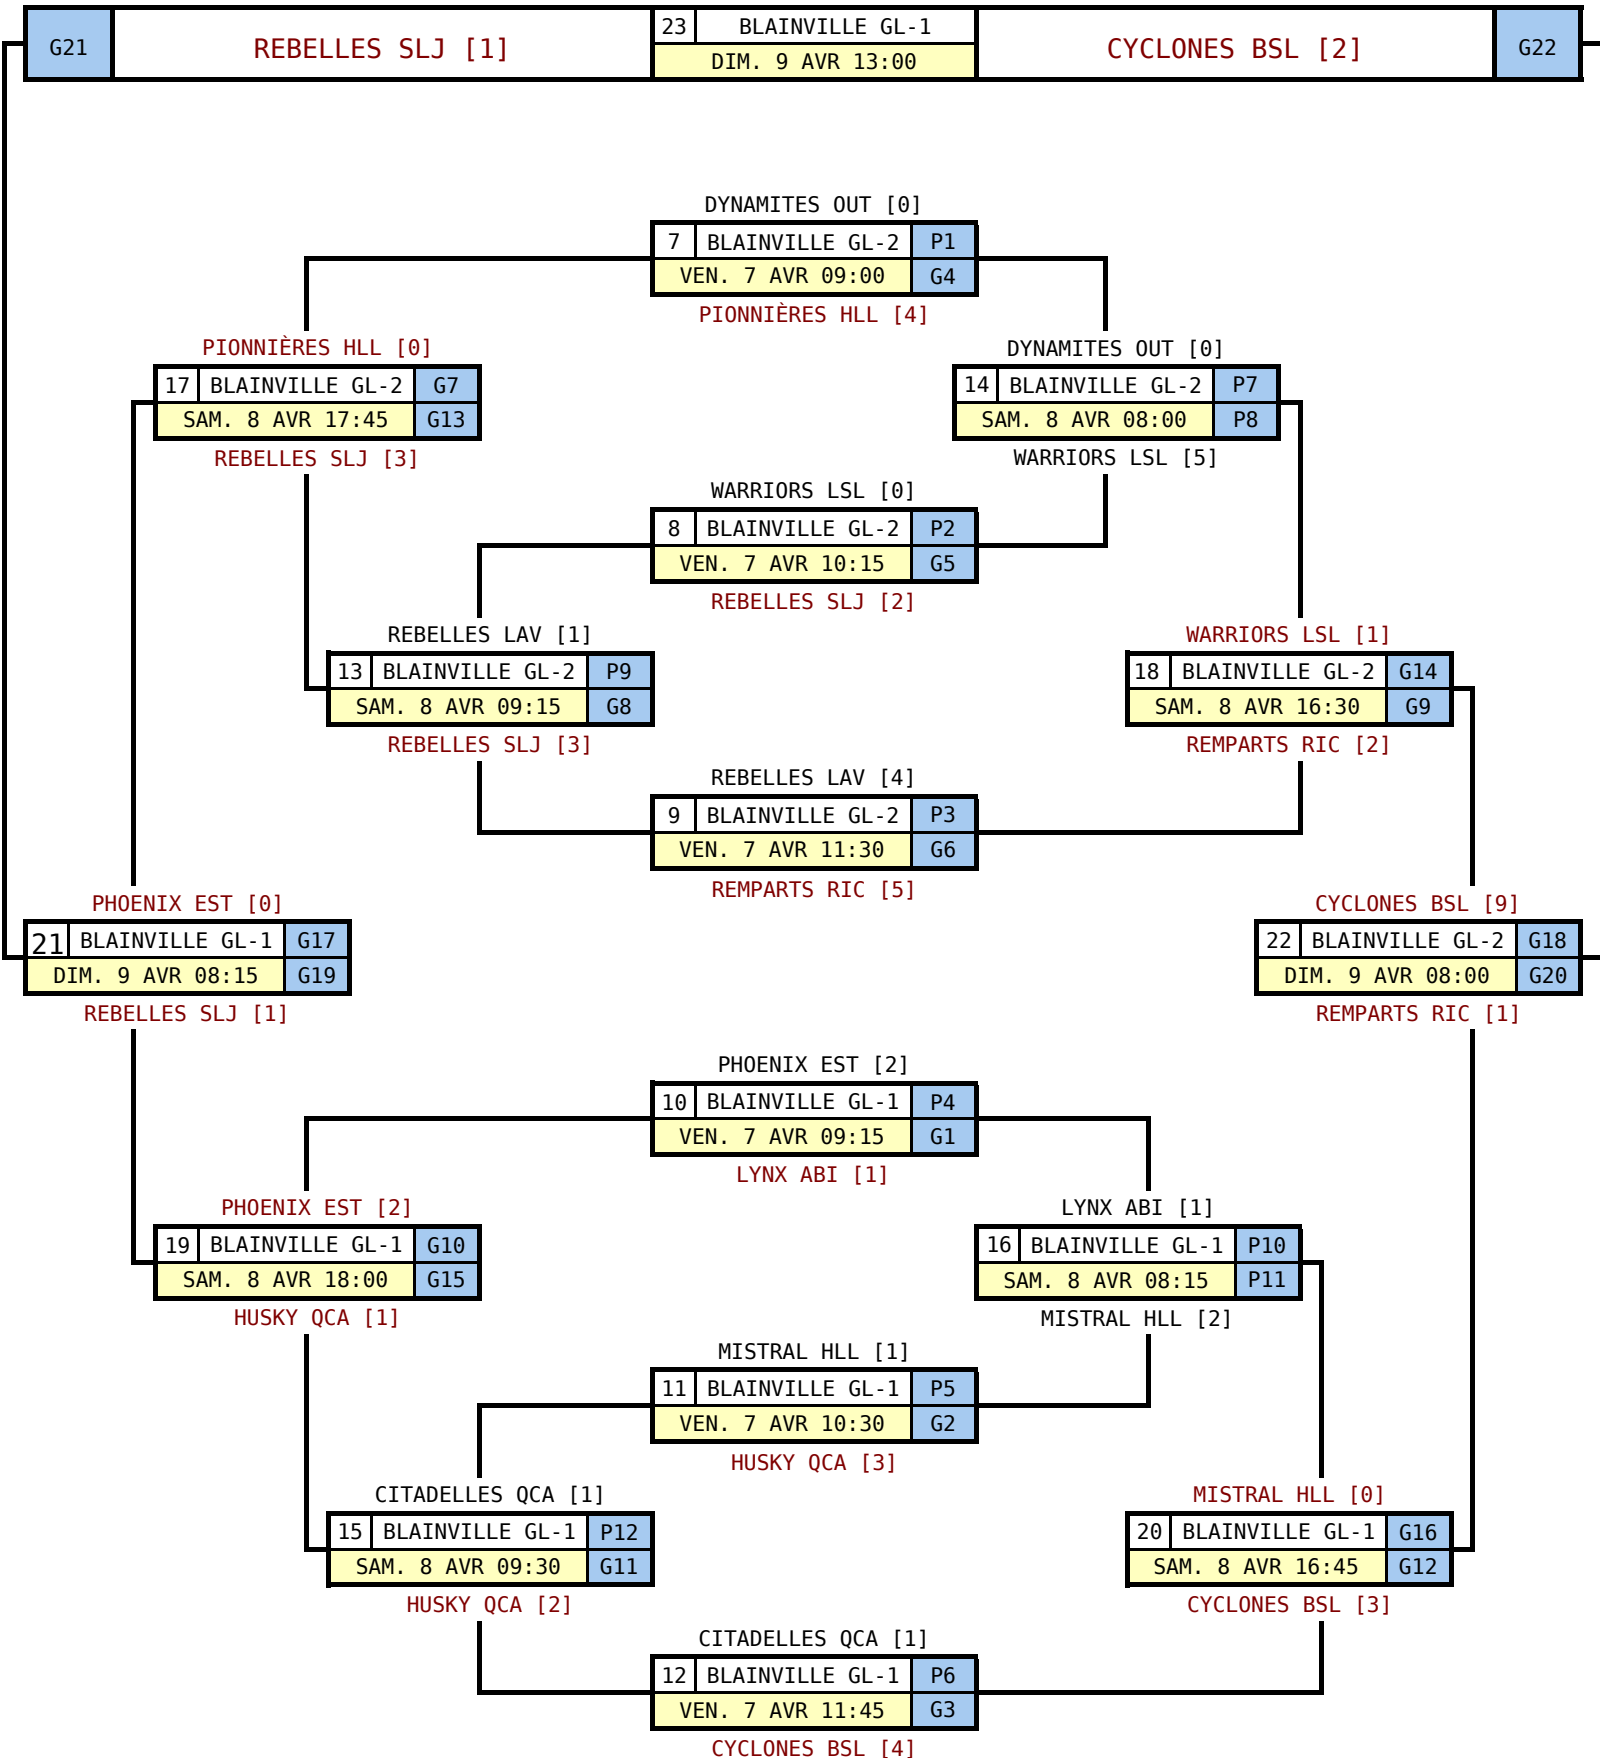 G21 REBELLES SLJ [1] 23 BLAINVILLE GL-1 CYCLONES BSL [2] G22
DIM. 9 AVR 13:00
DYNAMITES OUT [0]
7 BLAINVILLE GL-2 P1
VEN. 7 AVR 09:00 G4
PIONNIÈRES HLL [4]
PIONNIÈRES HLL [0]
17 BLAINVILLE GL-2 G7
SAM. 8 AVR 17:45 G13
REBELLES SLJ [3]
DYNAMITES OUT [0]
14 BLAINVILLE GL-2 P7
SAM. 8 AVR 08:00 P8
WARRIORS LSL [5]
WARRIORS LSL [0]
8 BLAINVILLE GL-2 P2
VEN. 7 AVR 10:15 G5
REBELLES SLJ [2]
REBELLES LAV [1]
13 BLAINVILLE GL-2 P9
SAM. 8 AVR 09:15 G8
REBELLES SLJ [3]
WARRIORS LSL [1]
18 BLAINVILLE GL-2 G14
SAM. 8 AVR 16:30 G9
REMPARTS RIC [2]
REBELLES LAV [4]
9 BLAINVILLE GL-2 P3
VEN. 7 AVR 11:30 G6
REMPARTS RIC [5]
PHOENIX EST [0]
21 BLAINVILLE GL-1 G17
DIM. 9 AVR 08:15 G19
REBELLES SLJ [1]
CYCLONES BSL [9]
22 BLAINVILLE GL-2 G18
DIM. 9 AVR 08:00 G20
REMPARTS RIC [1]
PHOENIX EST [2]
10 BLAINVILLE GL-1 P4
VEN. 7 AVR 09:15 G1
LYNX ABI [1]
PHOENIX EST [2]
19 BLAINVILLE GL-1 G10
SAM. 8 AVR 18:00 G15
HUSKY QCA [1]
LYNX ABI [1]
16 BLAINVILLE GL-1 P10
SAM. 8 AVR 08:15 P11
MISTRAL HLL [2]
MISTRAL HLL [1]
11 BLAINVILLE GL-1 P5
VEN. 7 AVR 10:30 G2
HUSKY QCA [3]
CITADELLES QCA [1]
15 BLAINVILLE GL-1 P12
SAM. 8 AVR 09:30 G11
HUSKY QCA [2]
MISTRAL HLL [0]
20 BLAINVILLE GL-1 G16
SAM. 8 AVR 16:45 G12
CYCLONES BSL [3]
CITADELLES QCA [1]
12 BLAINVILLE GL-1 P6
VEN. 7 AVR 11:45 G3
CYCLONES BSL [4]